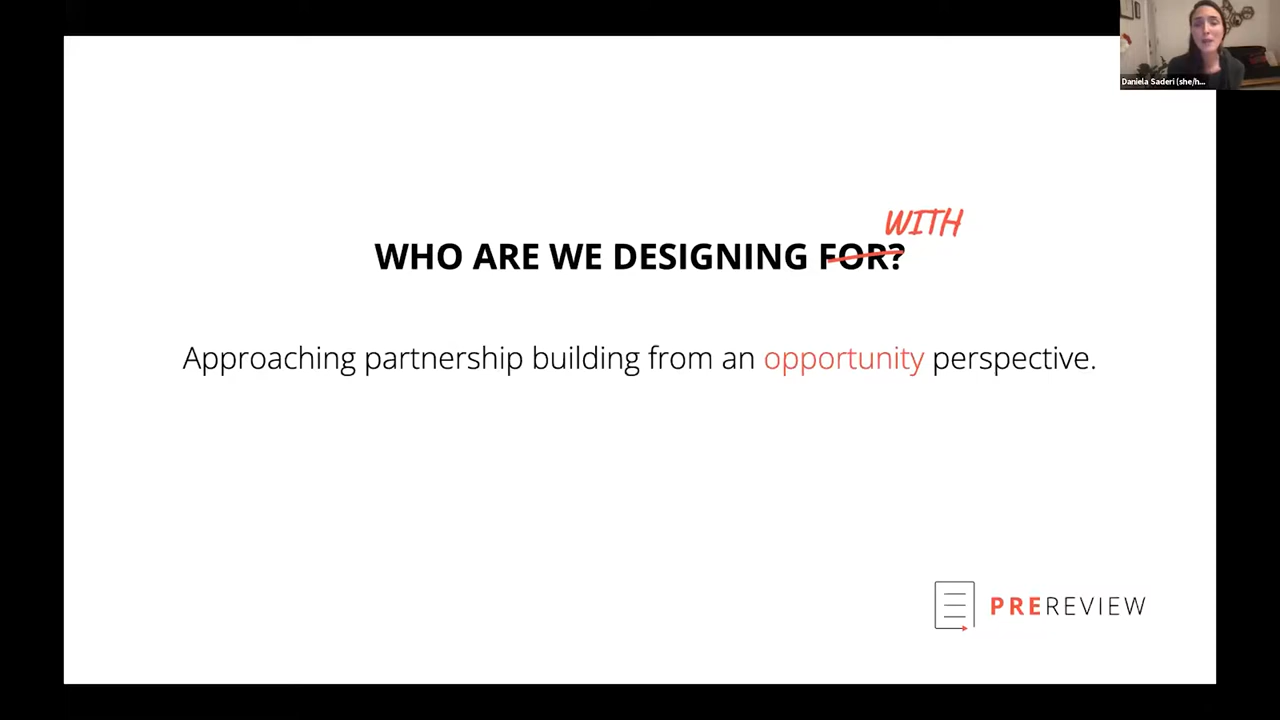 Daniela Saderi (she/h...
WITH
WHO ARE WE DESIGNING FOR?
Approaching partnership building from an opportunity perspective.
PREREVIEW